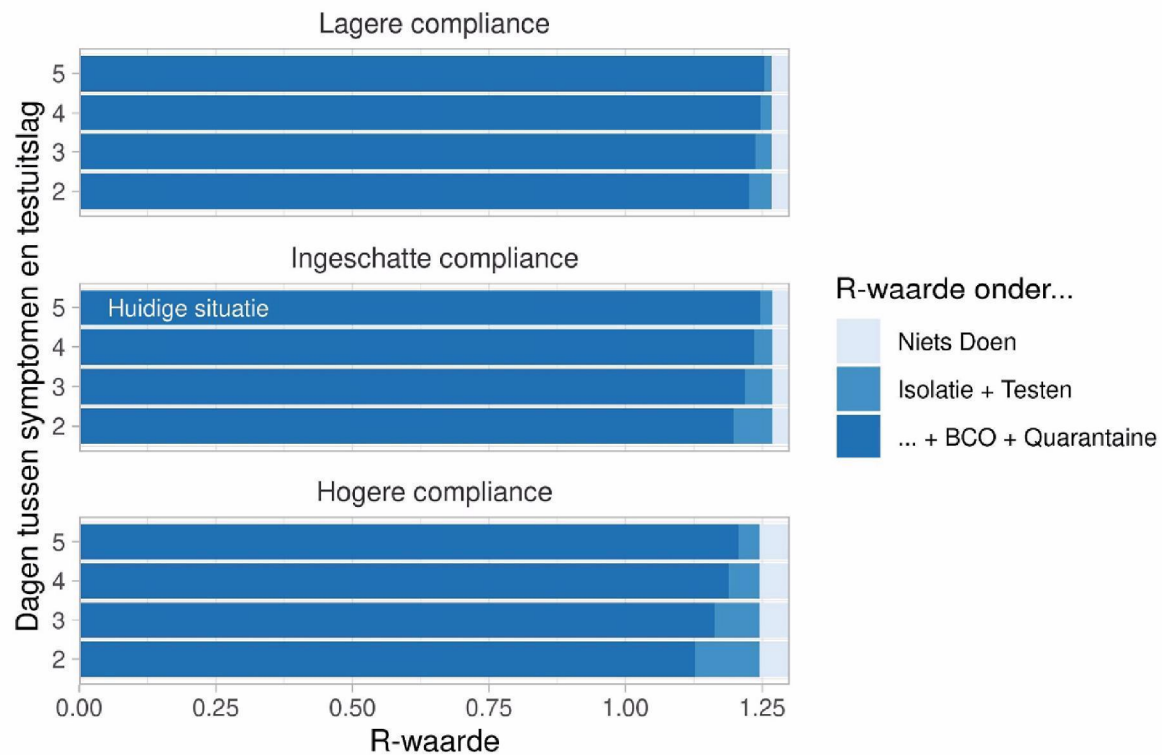 Lagere compliance
5
4
3
2
Ingeschatte compliance
Huidige situatie
5
4
3
2
Hogere compliance
5
4
3
2
0.00 0.25 0.50 0.75 1.00 1.25
R-waarde
Dagen tussen symptomen en testuitslag
R-waarde onder...
Niets Doen
Isolatie + Testen
... + BCO + Quarantaine